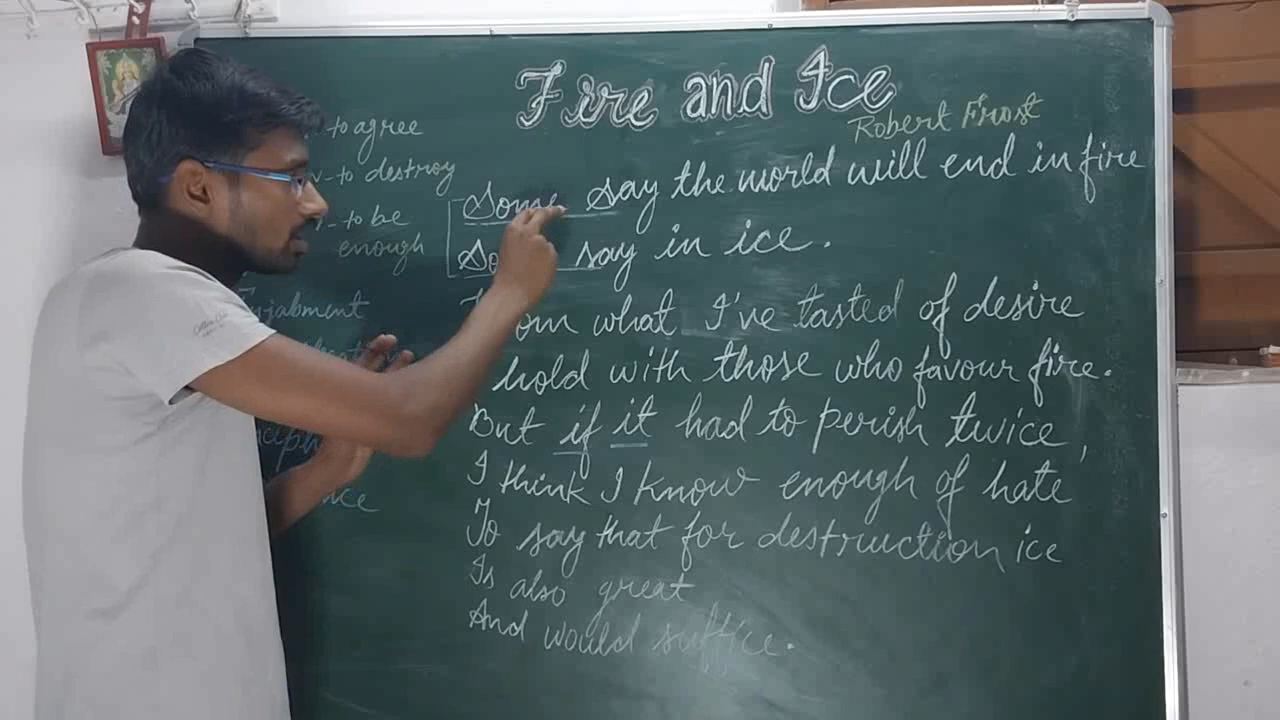 Fire and Ice
Robert Frost
to agree
to destroy
to be
enough
Some say the world will end in fire
say in ice.
what I've tasted of desire
hold with those who favour fire.
But if it had to perish twice,
I think I know enough of hate
To say that for destruction ice
Is also great
And would suffice.